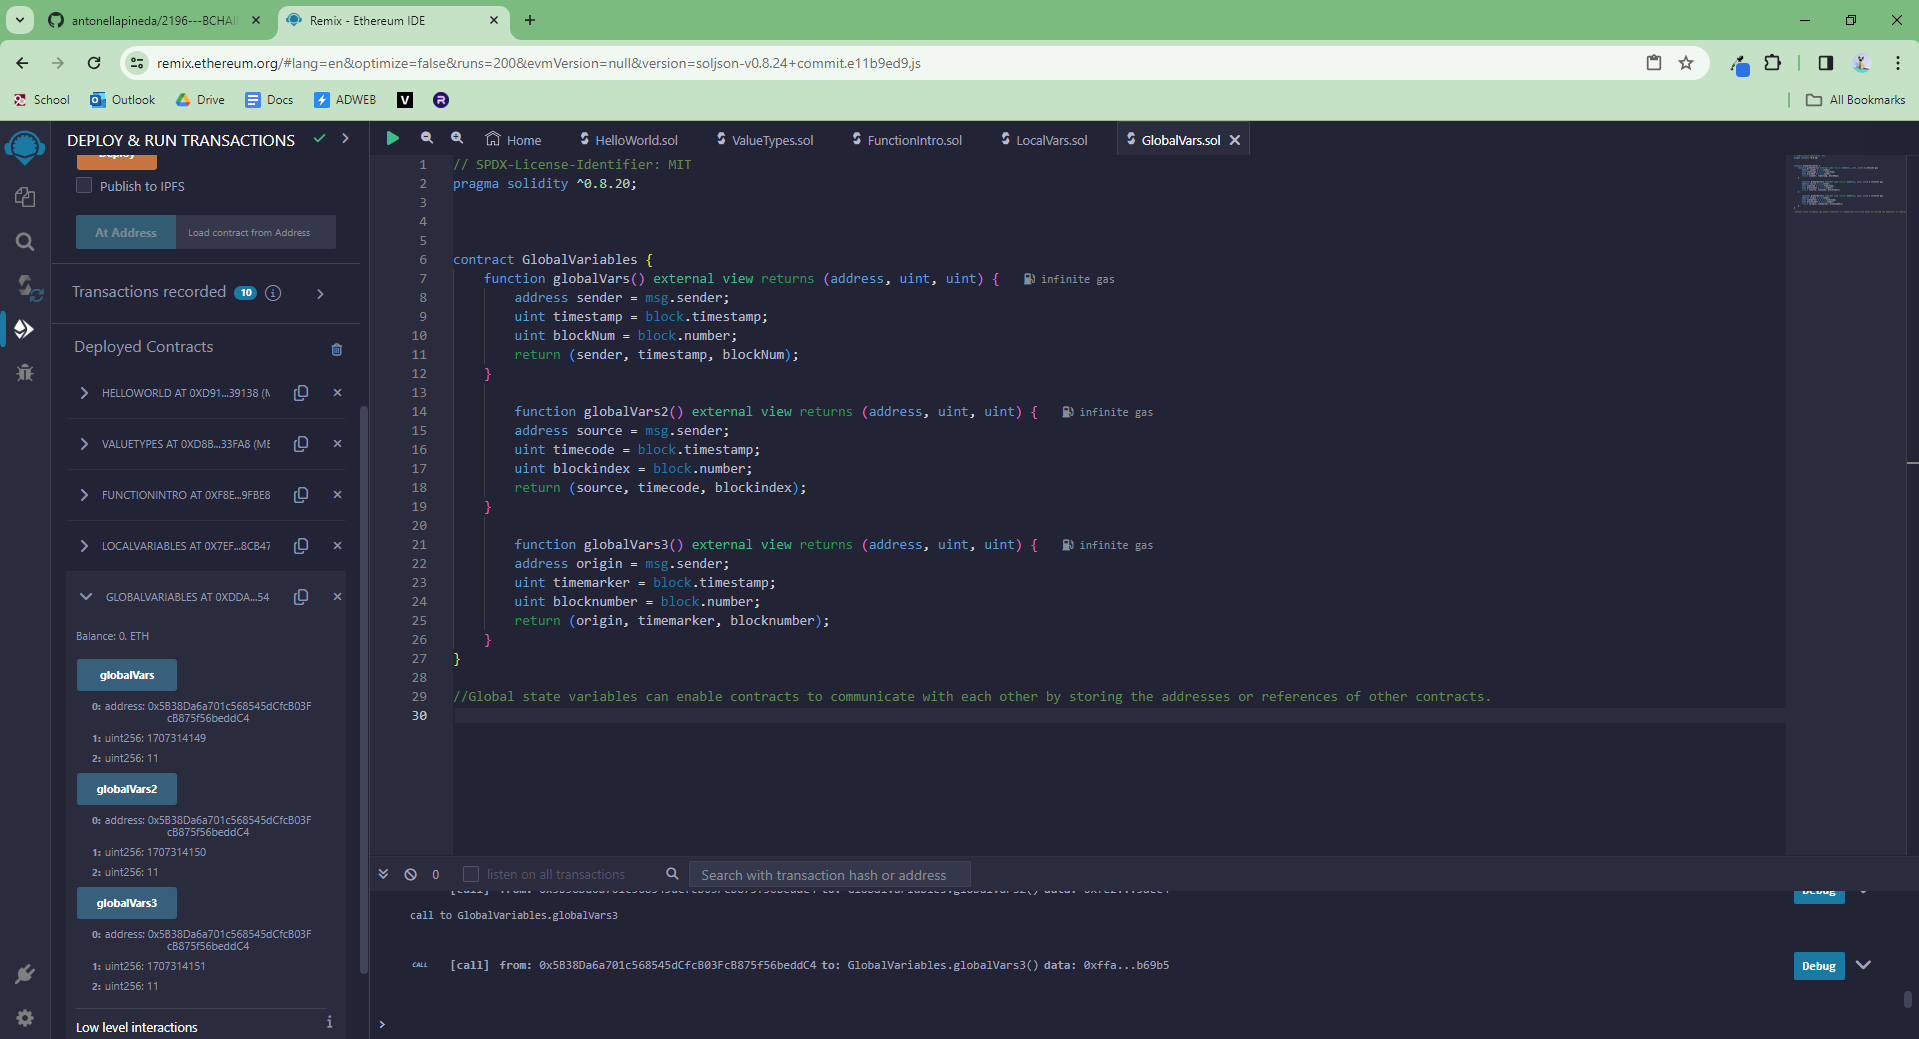 antonellapineda/2196---BCHAI
Remix - Ethereum IDE
remix.ethereum.org/#lang=en&optimize=false&runs=200&evmVersion=null&version=soljson-v0.8.24+commit.e11b9ed9.js
School Outlook Drive Docs ADWEB
All Bookmarks
DEPLOY & RUN TRANSACTIONS
Deploy
Publish to IPFS
At Address Load contract from Address
Transactions recorded 10
Deployed Contracts
HELLOWORLD AT 0XD91...39138 (M
VALUETYPES AT 0XD8B...33FA8 (ME
FUNCTIONINTRO AT 0XF8E...9FBE8
LOCALVARIABLES AT 0X7EF...8CB47
GLOBALVARIABLES AT 0XDDA...54
Balance: 0. ETH
globalVars
0: address: 0x5B38Da6a701c568545dCfcB03F
cB875f56beddC4
1: uint256: 1707314149
2: uint256: 11
globalVars2
0: address: 0x5B38Da6a701c568545dCfcB03F
cB875f56beddC4
1: uint256: 1707314150
2: uint256: 11
globalVars3
0: address: 0x5B38Da6a701c568545dCfcB03F
cB875f56beddC4
1: uint256: 1707314151
2: uint256: 11
Low level interactions
Home HelloWorld.sol ValueTypes.sol FunctionIntro.sol LocalVars.sol GlobalVars.sol
1 // SPDX-License-Identifier: MIT
2 pragma solidity ^0.8.20;
3
4
5
6 contract GlobalVariables {
7 function globalVars() external view returns (address, uint, uint) { infinite gas
8 address sender = msg.sender;
9 uint timestamp = block.timestamp;
10 uint blockNum = block.number;
11 return (sender, timestamp, blockNum);
12 }
13
14 function globalVars2() external view returns (address, uint, uint) { infinite gas
15 address source = msg.sender;
16 uint timecode = block.timestamp;
17 uint blockindex = block.number;
18 return (source, timecode, blockindex);
19 }
20
21 function globalVars3() external view returns (address, uint, uint) { infinite gas
22 address origin = msg.sender;
23 uint timemarker = block.timestamp;
24 uint blocknumber = block.number;
25 return (origin, timemarker, blocknumber);
26 }
27 }
28
29 //Global state variables can enable contracts to communicate with each other by storing the addresses or references of other contracts.
30
0 listen on all transactions Search with transaction hash or address
[call] from: 0x5B38Da6a701c568545dCfcB03FcB875f56beddC4 to: GlobalVariables.globalVars2() data: Debug
call to GlobalVariables.globalVars3
CALL [call] from: 0x5B38Da6a701c568545dCfcB03FcB875f56beddC4 to: GlobalVariables.globalVars3() data: 0xffa...b69b5 Debug
>